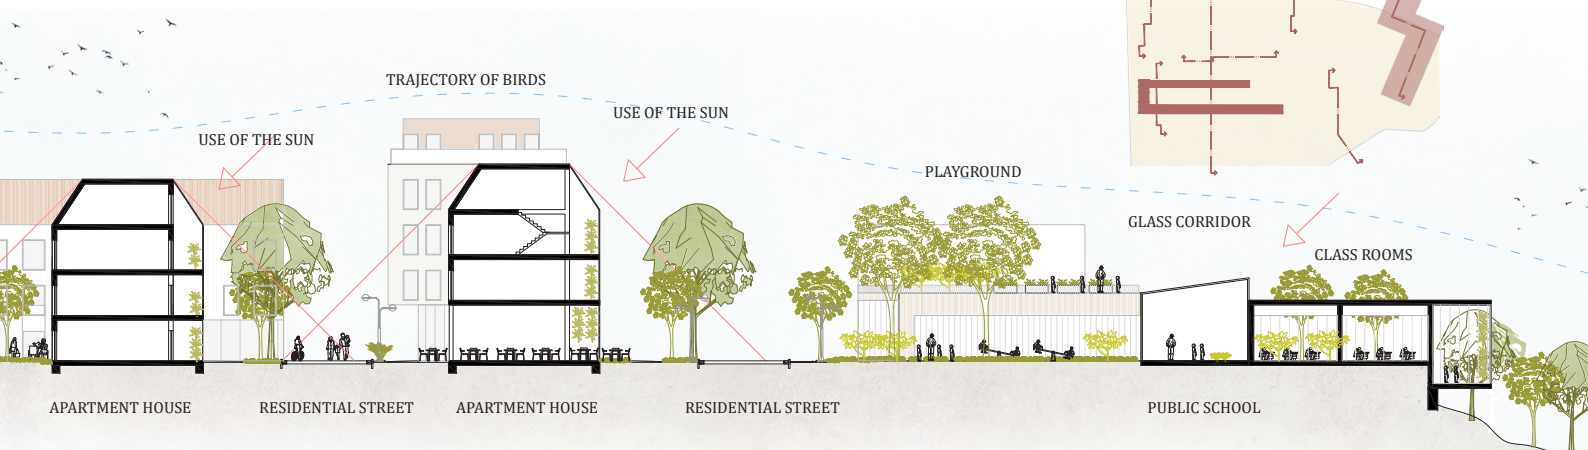 TRAJECTORY OF BIRDS
USE OF THE SUN
USE OF THE SUN
PLAYGROUND
GLASS CORRIDOR
CLASS ROOMS
APARTMENT HOUSE
RESIDENTIAL STREET
APARTMENT HOUSE
RESIDENTIAL STREET
PUBLIC SCHOOL